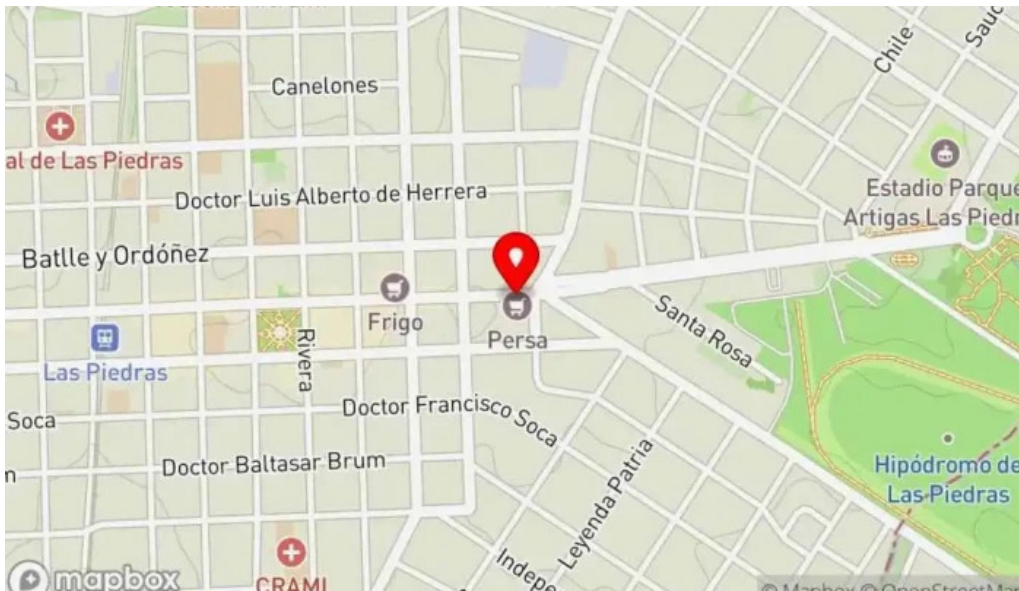 Canelones
Chile
Sauc
al de Las Piedras
Doctor Luis Alberto de Herrera
Estadio Parque
Artigas Las Piedr
Batlle y Ordóñez
Frigo
Persa
Santa Rosa
Rivera
Las Piedras
Soca
Doctor Francisco Soca
Doctor Baltasar Brum
Leyenda Patria
Hipódromo de
Las Piedras
Indepe
CRAMI
mapbox
© Mapbox © OpenStreetMap